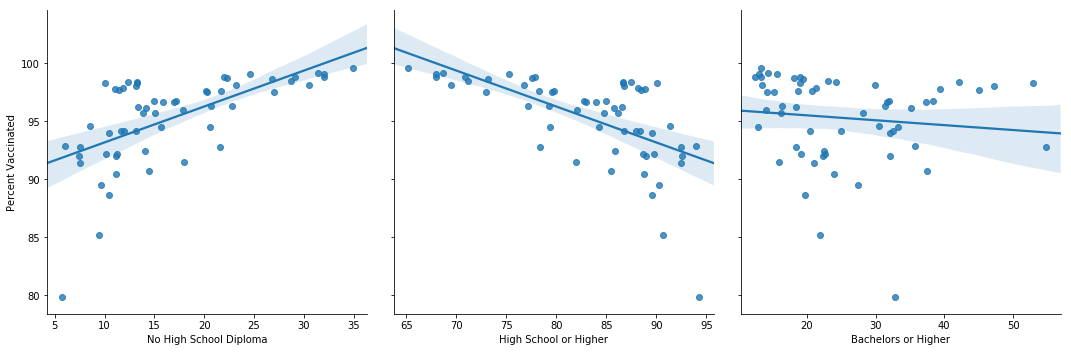 Percent Vaccinated
100
95
90
85
80
5 10 15 20 25 30 35
No High School Diploma
65 70 75 80 85 90 95
High School or Higher
20 30 40 50
Bachelors or Higher